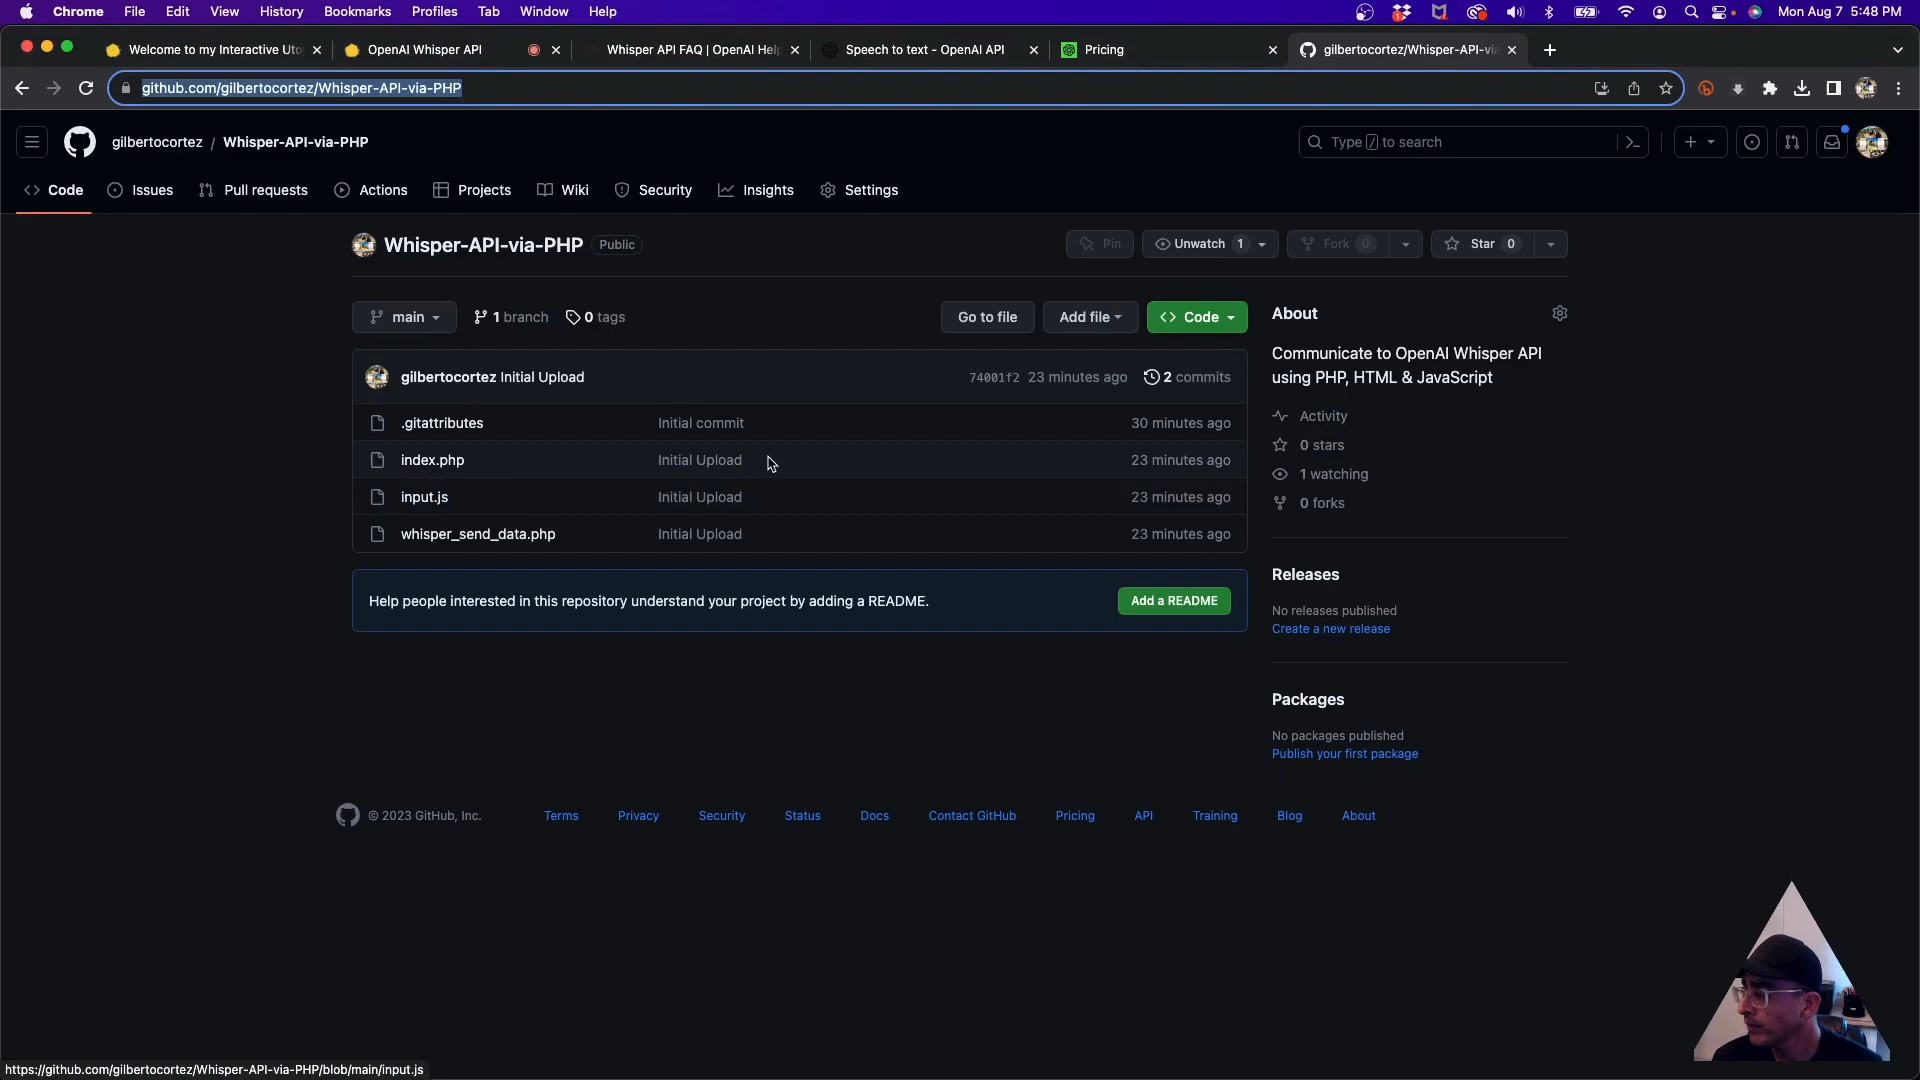 Chrome File Edit View History Bookmarks Profiles Tab Window Help Mon Aug 7 5:48 PM
Welcome to my Interactive Uto
OpenAI Whisper API
Whisper API FAQ | OpenAI Help
Speech to text - OpenAI API
Pricing
gilbertocortez/Whisper-API-via
github.com/gilbertocortez/Whisper-API-via-PHP
gilbertocortez / Whisper-API-via-PHP
Type / to search
Code Issues Pull requests Actions Projects Wiki Security Insights Settings
Whisper-API-via-PHP Public
Pin Unwatch 1 Fork 0 Star 0
main 1 branch 0 tags Go to file Add file Code
gilbertocortez Initial Upload 74001f2 23 minutes ago 2 commits
.gitattributes Initial commit 30 minutes ago
index.php Initial Upload 23 minutes ago
input.js Initial Upload 23 minutes ago
whisper_send_data.php Initial Upload 23 minutes ago
Help people interested in this repository understand your project by adding a README. Add a README
About
Communicate to OpenAI Whisper API
using PHP, HTML & JavaScript
Activity
0 stars
1 watching
0 forks
Releases
No releases published
Create a new release
Packages
No packages published
Publish your first package
© 2023 GitHub, Inc. Terms Privacy Security Status Docs Contact GitHub Pricing API Training Blog About
https://github.com/gilbertocortez/Whisper-API-via-PHP/blob/main/input.js